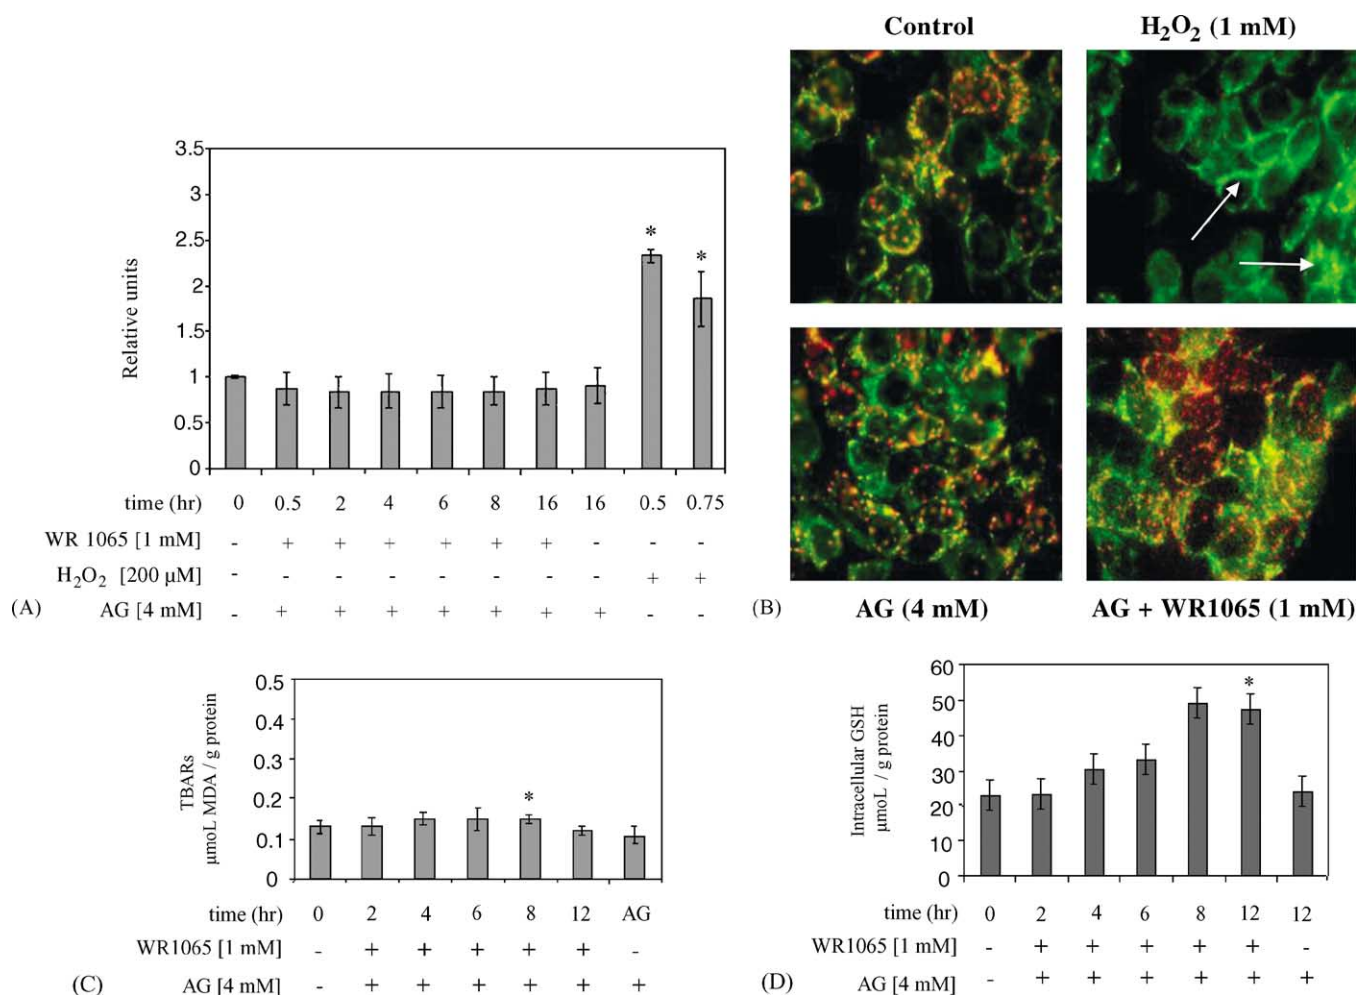 3.5
3
2.5
2
1.5
1
0.5
0
Relative units
* *
time (hr) 0 0.5 2 4 6 8 16 16 0.5 0.75
WR 1065 [1 mM] - + + + + + + - - -
H₂O₂ [200 µM] - - - - - - - - + +
(A) AG [4 mM] - + + + + + + + - -
Control H₂O₂ (1 mM)
(B) AG (4 mM) AG + WR1065 (1 mM)
0.5
0.4
0.3
0.2
0.1
0
TBARs
µmoL MDA / g protein
*
time (hr) 0 2 4 6 8 12 AG
WR1065 [1 mM] - + + + + + -
(C) AG [4 mM] - + + + + + +
60
50
40
30
20
10
0
Intracellular GSH
µmoL / g protein
*
time (hr) 0 2 4 6 8 12 12
WR1065 [1 mM] - + + + + + -
(D) AG [4 mM] - + + + + + +